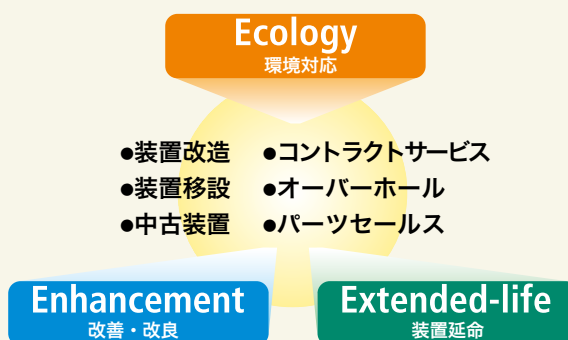 Ecology
環境対応
●装置改造 ●コントラクトサービス
●装置移設 ●オーバーホール
●中古装置 ●パーツセールス
Enhancement
改善・改良
Extended-life
装置延命